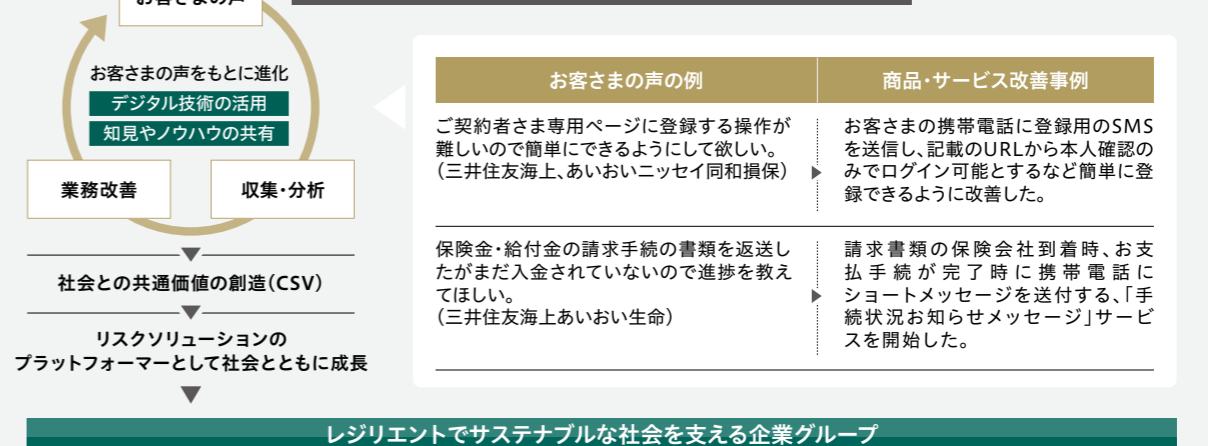 お客さまの声
お客さまの声をもとに進化
デジタル技術の活用
知見やノウハウの共有
業務改善
収集・分析
社会との共通価値の創造（CSV）
リスクソリューションの
プラットフォーマーとして社会とともに成長
お客さまの声の例
商品・サービス改善事例
ご契約者さま専用ページに登録する操作が
難しいので簡単にできるようにして欲しい。
（三井住友海上、あいおいニッセイ同和損保）
お客さまの携帯電話に登録用のSMS
を送信し、記載のURLから本人確認の
みでログイン可能とするなど簡単に登
録できるように改善した。
保険金・給付金の請求手続の書類を返送し
たがまだ入金されていないので進捗を教え
てほしい。
（三井住友海上あいおい生命）
請求書類の保険会社到着時、お支
払手続が完了時に携帯電話に
ショートメッセージを送付する、「手
続状況お知らせメッセージ」サービ
スを開始した。
レジリエントでサステナブルな社会を支える企業グループ